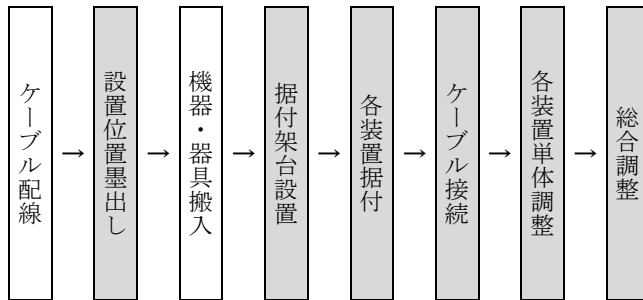 ケーブル配線
→
設置位置墨出し
→
機器・器具搬入
→
据付架台設置
→
各装置据付
→
ケーブル接続
→
各装置単体調整
→
総合調整